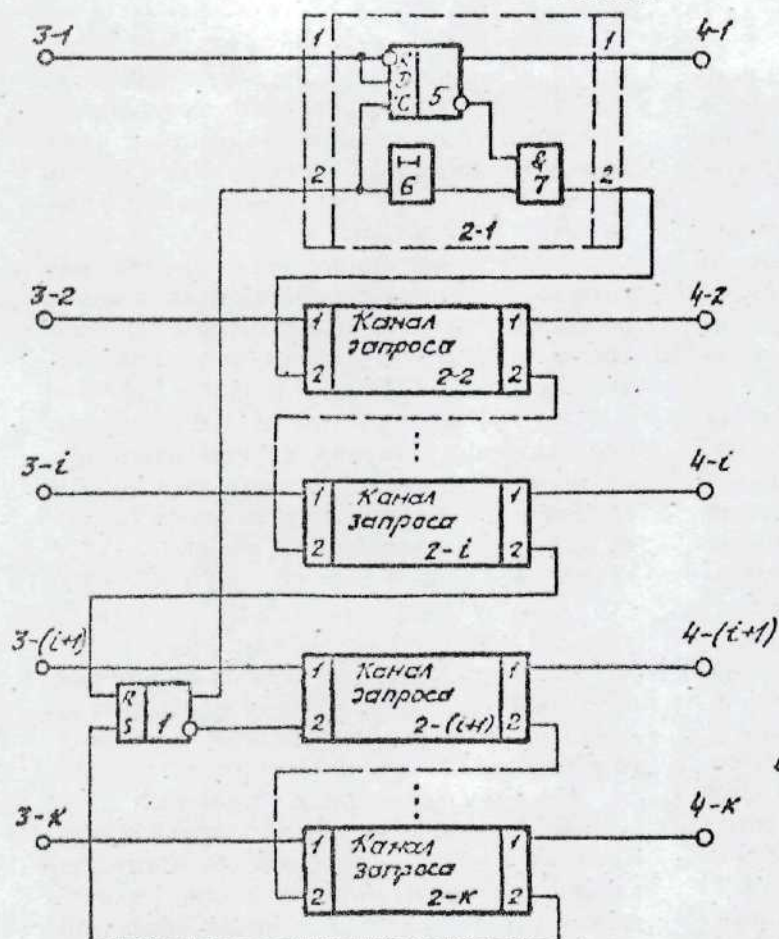 3-1
1
R
D
C
5
1
4-1
2
6
&
7
2
2-1
3-2
1
Канал
запроса
2-2
1
4-2
2
2
3-i
1
Канал
запроса
2-i
1
4-i
2
2
3-(i+1)
1
Канал
запроса
2-(i+1)
1
4-(i+1)
R
S
1
2
2
3-к
1
Канал
запроса
2-к
1
4-к
2
2